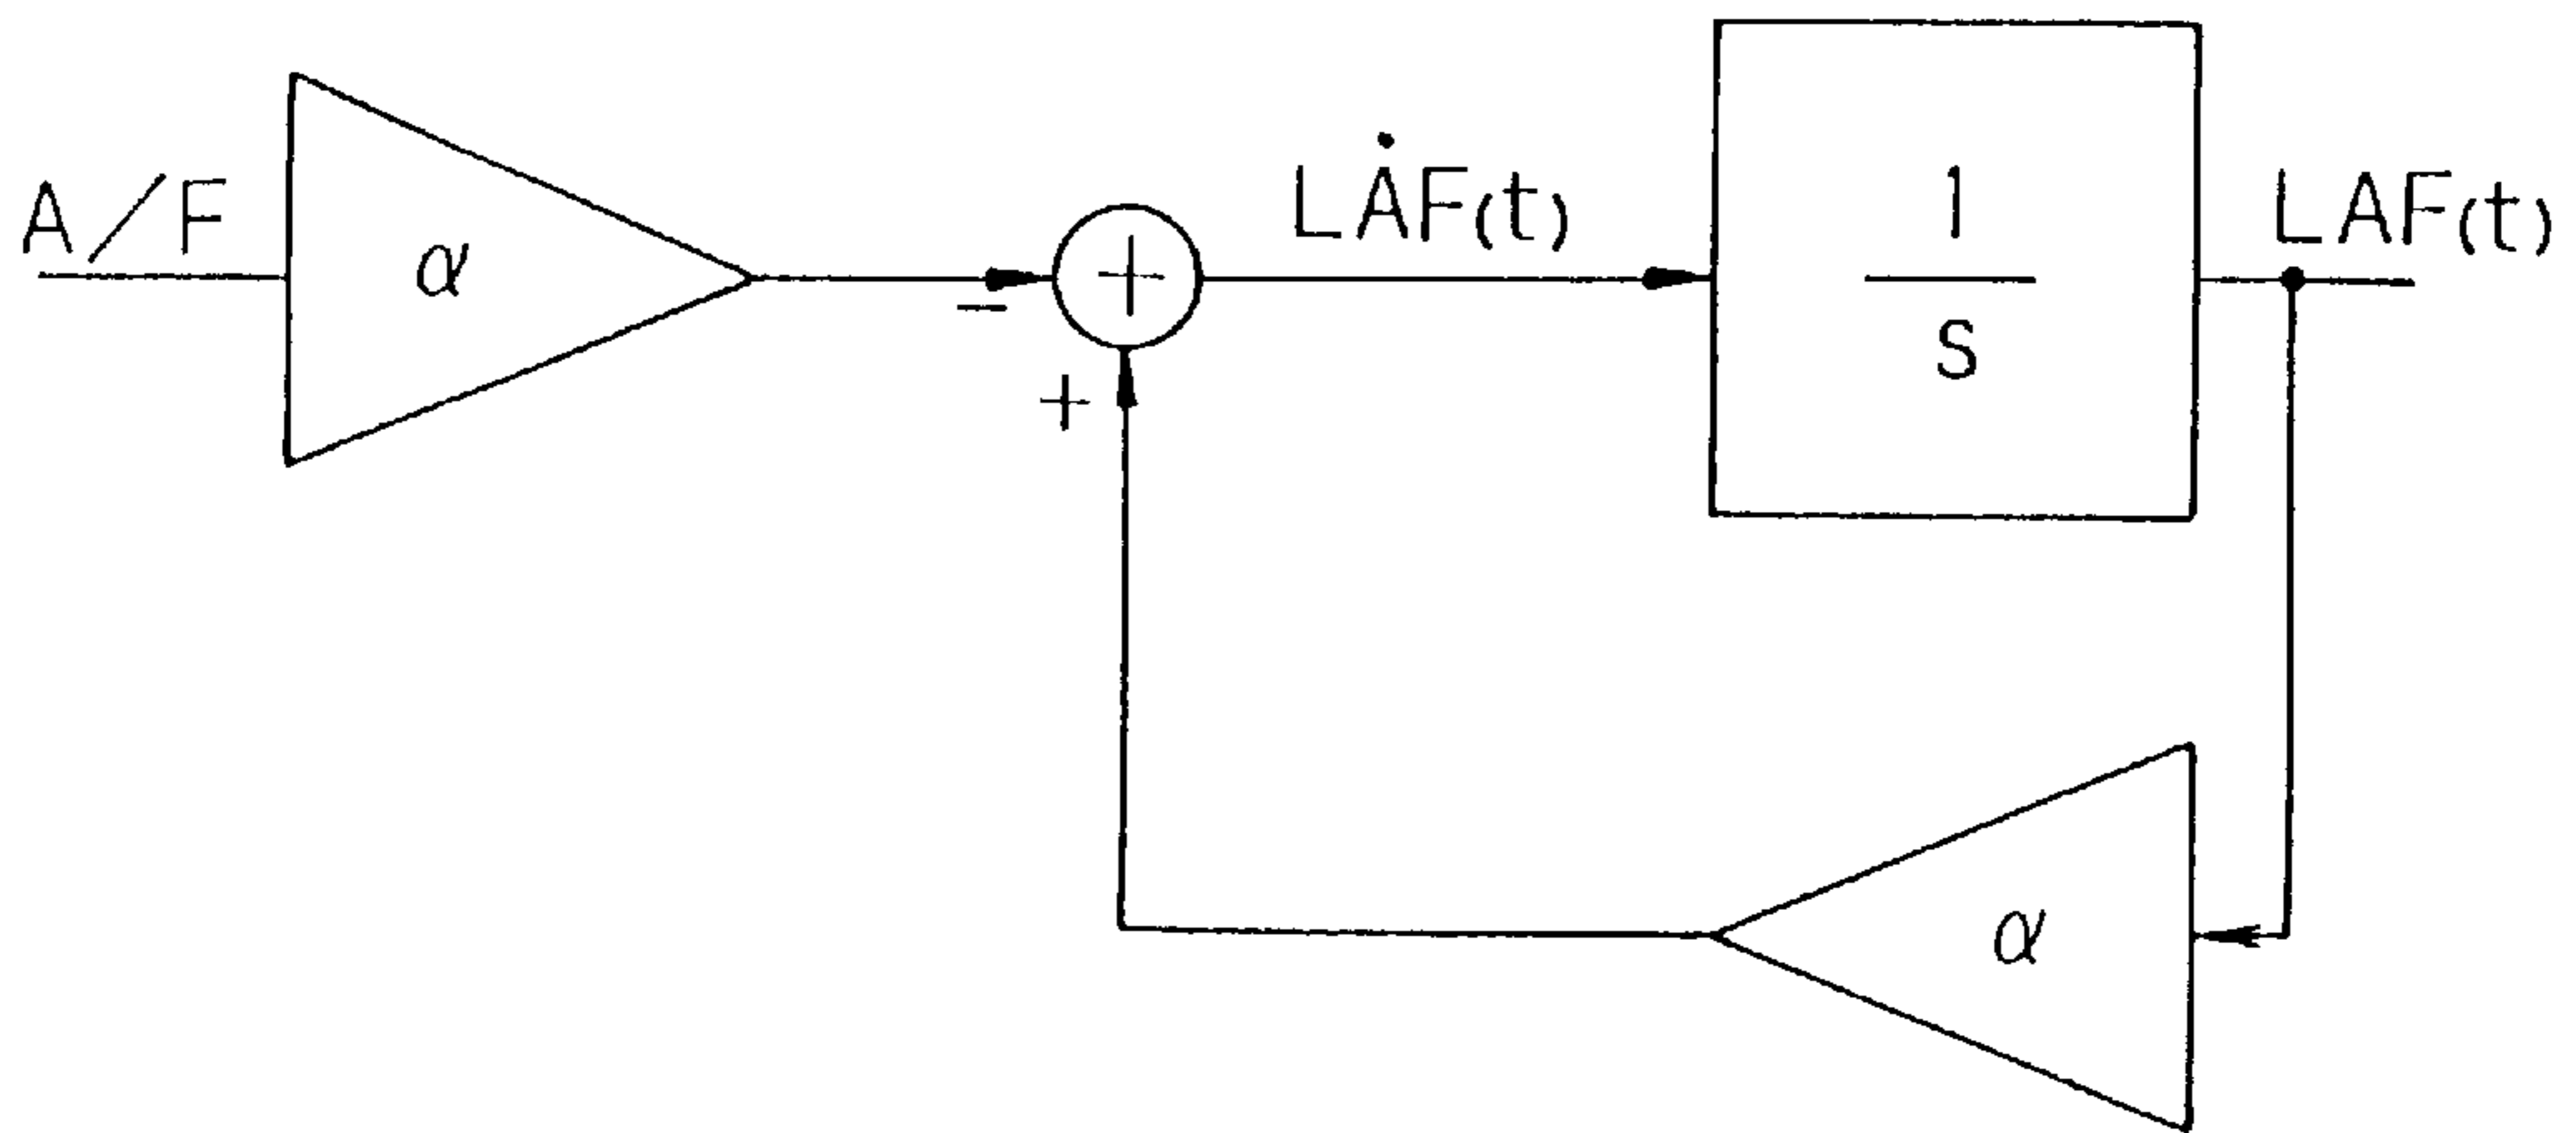 A/F
α
-
+
+
LȦF(t)
1
S
LAF(t)
α